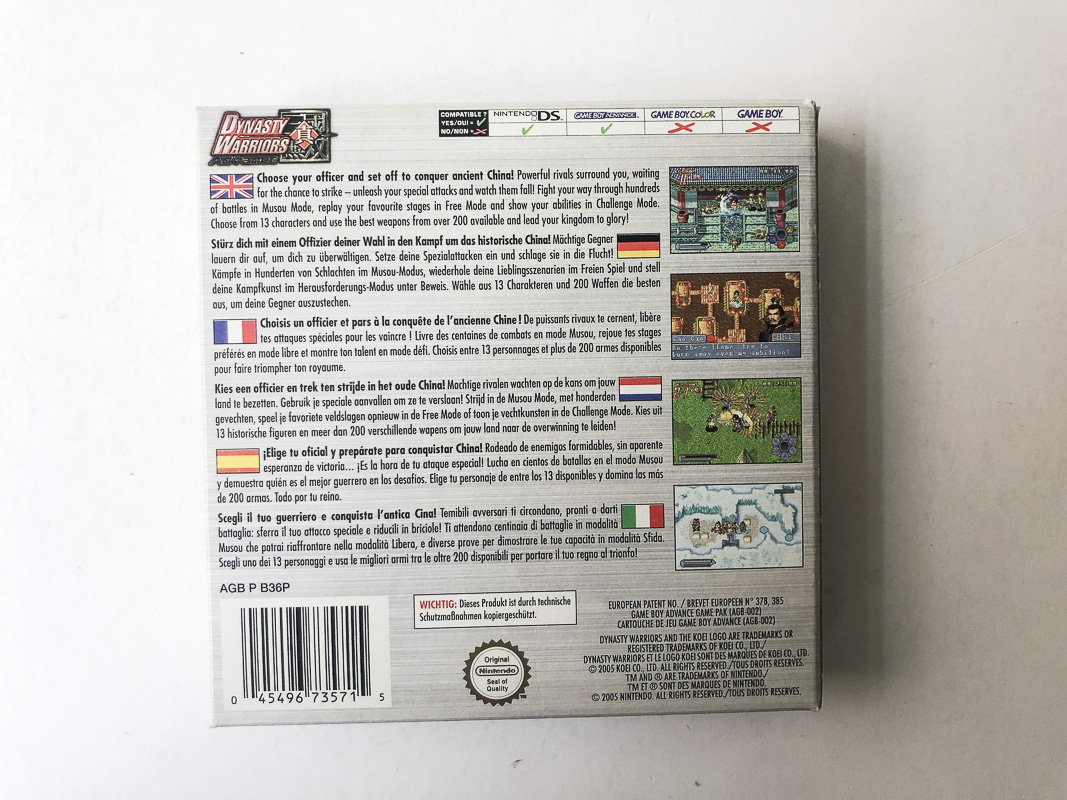 DYNASTY
WARRIORS
ADVANCE
COMPATIBLE ?
YES/OUI = ✓
NO/NON = ✗
NINTENDO DS.
GAME BOY ADVANCE.
GAME BOY COLOR
GAME BOY.
Choose your officer and set off to conquer ancient China! Powerful rivals surround you, waiting
for the chance to strike – unleash your special attacks and watch them fall! Fight your way through hundreds
of battles in Musou Mode, replay your favourite stages in Free Mode and show your abilities in Challenge Mode.
Choose from 13 characters and use the best weapons from over 200 available and lead your kingdom to glory!
Stürz dich mit einem Offizier deiner Wahl in den Kampf um das historische China! Mächtige Gegner
lauern dir auf, um dich zu überwältigen. Setze deine Spezialattacken ein und schlage sie in die Flucht!
Kämpfe in Hunderten von Schlachten im Musou-Modus, wiederhole deine Lieblingsszenarien im Freien Spiel und stell
deine Kampfkunst im Herausforderungs-Modus unter Beweis. Wähle aus 13 Charakteren und 200 Waffen die besten
aus, um deine Gegner auszustechen.
Choisis un officier et pars à la conquête de l'ancienne Chine ! De puissants rivaux te cernent, libère
tes attaques spéciales pour les vaincre ! Livre des centaines de combats en mode Musou, rejoue tes stages
préférés en mode libre et montre ton talent en mode défi. Choisis entre 13 personnages et plus de 200 armes disponibles
pour faire triompher ton royaume.
Kies een officier en trek ten strijde in het oude China! Machtige rivalen wachten op de kans om jouw
land te bezetten. Gebruik je speciale aanvallen om ze te verslaan! Strijd in de Musou Mode, met honderden
gevechten, speel je favoriete veldslagen opnieuw in de Free Mode of toon je vechtkunsten in de Challenge Mode. Kies uit
13 historische figuren en meer dan 200 verschillende wapens om jouw land naar de overwinning te leiden!
¡Elige tu oficial y prepárate para conquistar China! Rodeado de enemigos formidables, sin aparente
esperanza de victoria... ¡Es la hora de tu ataque especial! Lucha en cientos de batallas en el modo Musou
y demuestra quién es el mejor guerrero en los desafíos. Elige tu personaje de entre los 13 disponibles y domina las más
de 200 armas. Todo por tu reino.
Scegli il tuo guerriero e conquista l'antica Cina! Temibili avversari ti circondano, pronti a darti
battaglia: sferra il tuo attacco speciale e riducili in briciole! Ti attendono centinaia di battaglie in modalità
Musou che potrai riaffrontare nella modalità Libera, e diverse prove per dimostrare le tue capacità in modalità Sfida.
Scegli uno dei 13 personaggi e usa le migliori armi tra le oltre 200 disponibili per portare il tuo regno al trionfo!
Cao Cao
Do these flames try to
burn away even my ambition?
AGB P B36P
0 45496 73571 5
WICHTIG: Dieses Produkt ist durch technische
Schutzmaßnahmen kopiergeschützt.
Original
Nintendo
Seal of
Quality
EUROPEAN PATENT NO. / BREVET EUROPEEN N° 378, 385
GAME BOY ADVANCE GAME PAK (AGB-002)
CARTOUCHE DE JEU GAME BOY ADVANCE (AGB-002)
DYNASTY WARRIORS AND THE KOEI LOGO ARE TRADEMARKS OR
REGISTERED TRADEMARKS OF KOEI CO., LTD./
DYNASTY WARRIORS ET LE LOGO KOEI SONT DES MARQUES DE KOEI CO., LTD.
© 2005 KOEI CO., LTD. ALL RIGHTS RESERVED./TOUS DROITS RESERVES.
TM AND ® ARE TRADEMARKS OF NINTENDO./
TM ET ® SONT DES MARQUES DE NINTENDO.
© 2005 NINTENDO. ALL RIGHTS RESERVED./TOUS DROITS RESERVES.